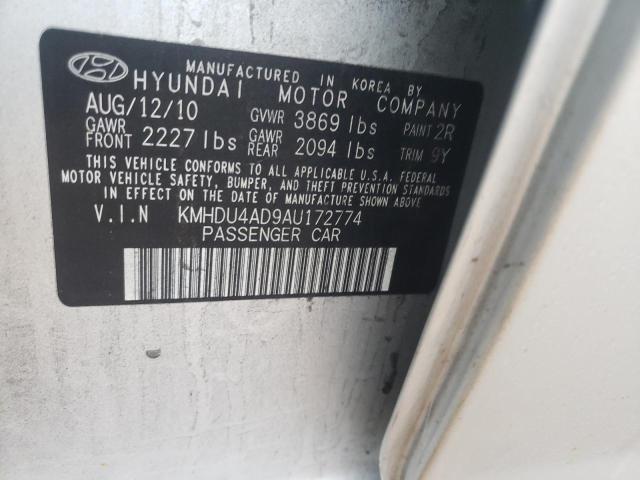 MANUFACTURED IN KOREA BY
HYUNDAI MOTOR COMPANY
AUG/12/10 GVWR 3869 lbs PAINT 2R
GAWR FRONT 2227 lbs GAWR REAR 2094 lbs TRIM 9Y
THIS VEHICLE CONFORMS TO ALL APPLICABLE U.S.A. FEDERAL
MOTOR VEHICLE SAFETY, BUMPER, AND THEFT PREVENTION STANDARDS
IN EFFECT ON THE DATE OF MANUFACTURE SHOWN ABOVE.
V.I.N KMHDU4AD9AU172774
PASSENGER CAR